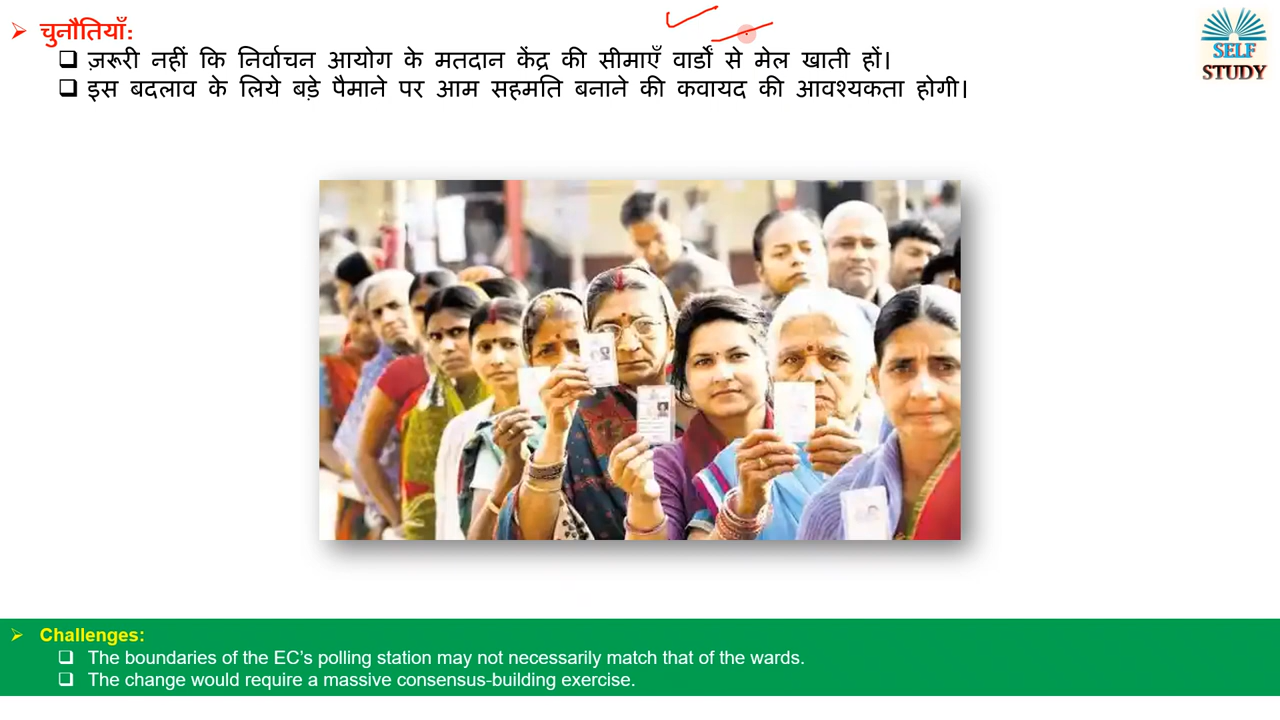 चुनौतियाँ:
ज़रूरी नहीं कि निर्वाचन आयोग के मतदान केंद्र की सीमाएँ वार्डों से मेल खाती हों।
इस बदलाव के लिये बड़े पैमाने पर आम सहमति बनाने की कवायद की आवश्यकता होगी।
SELF
STUDY
Challenges:
The boundaries of the EC's polling station may not necessarily match that of the wards.
The change would require a massive consensus-building exercise.